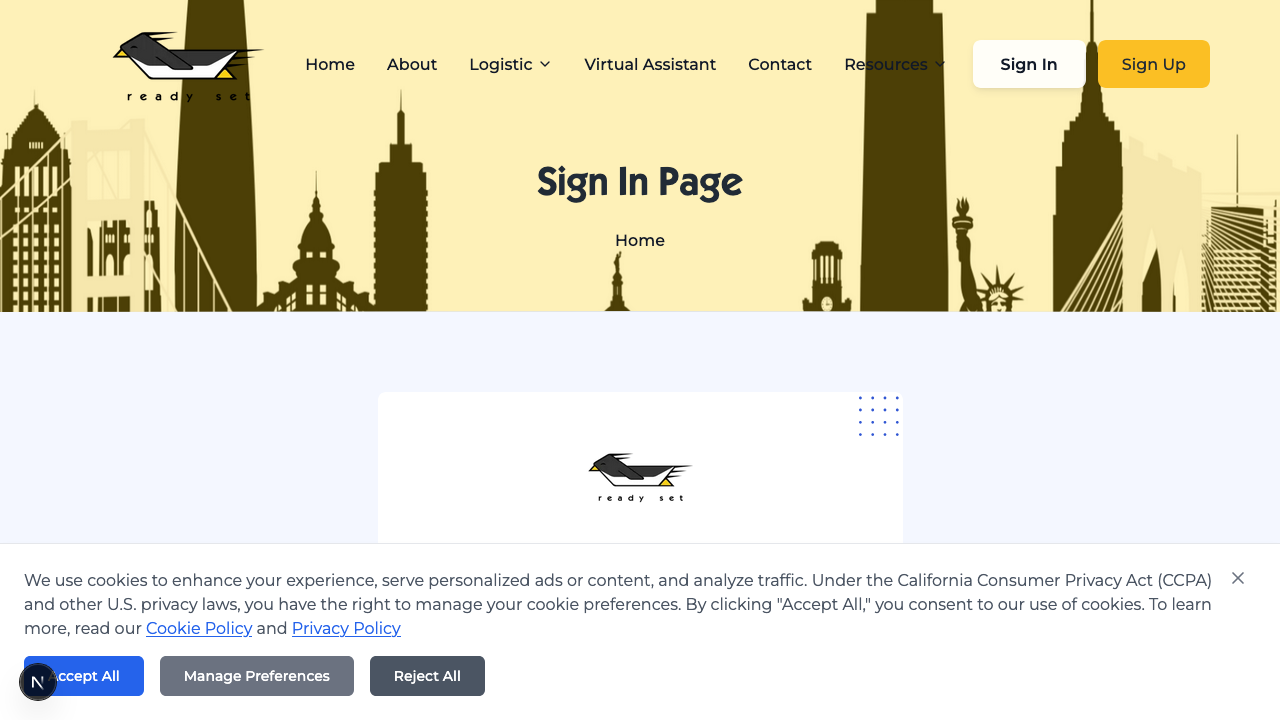 ready set
Home
About
Logistic
Virtual Assistant
Contact
Resources
Sign In
Sign Up
Sign In Page
Home
ready set
We use cookies to enhance your experience, serve personalized ads or content, and analyze traffic. Under the California Consumer Privacy Act (CCPA)
and other U.S. privacy laws, you have the right to manage your cookie preferences. By clicking "Accept All," you consent to our use of cookies. To learn
more, read our Cookie Policy and Privacy Policy
Accept All
Manage Preferences
Reject All
N